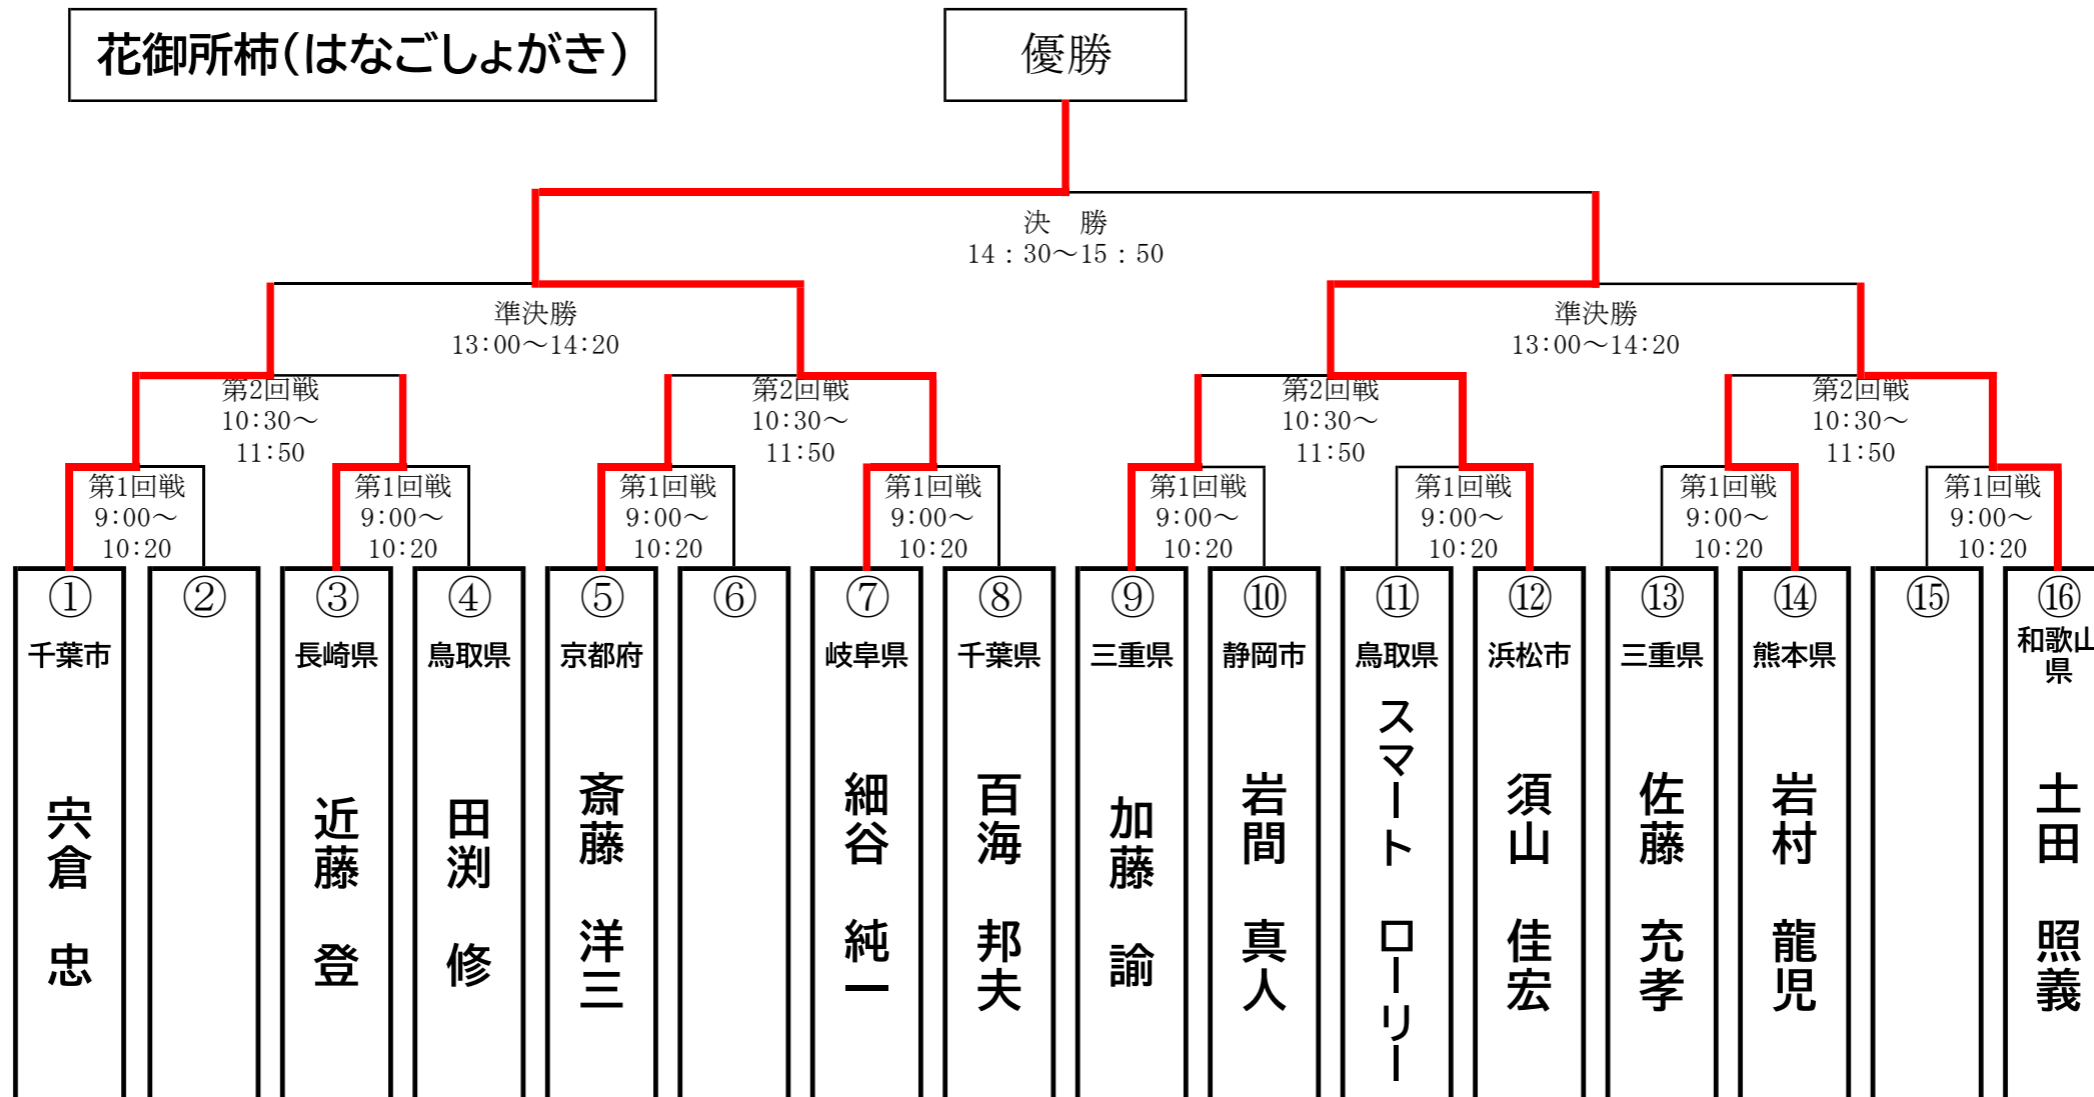 花御所柿（はなごしょがき）
優勝
決　勝
14：30～15：50
準決勝
13:00～14:20
準決勝
13:00～14:20
第2回戦
10:30～
11:50
第2回戦
10:30～
11:50
第2回戦
10:30～
11:50
第2回戦
10:30～
11:50
第1回戦
9:00～
10:20
第1回戦
9:00～
10:20
第1回戦
9:00～
10:20
第1回戦
9:00～
10:20
第1回戦
9:00～
10:20
第1回戦
9:00～
10:20
第1回戦
9:00～
10:20
第1回戦
9:00～
10:20
①
千葉市
宍倉　忠
②
③
長崎県
近藤　登
④
鳥取県
田渕　修
⑤
京都府
斎藤　洋三
⑥
⑦
岐阜県
細谷　純一
⑧
千葉県
百海　邦夫
⑨
三重県
加藤　諭
⑩
静岡市
岩間　真人
⑪
鳥取県
スマート　ローリー
⑫
浜松市
須山　佳宏
⑬
三重県
佐藤　充孝
⑭
熊本県
岩村　龍児
⑮
⑯
和歌山
県
土田　照義